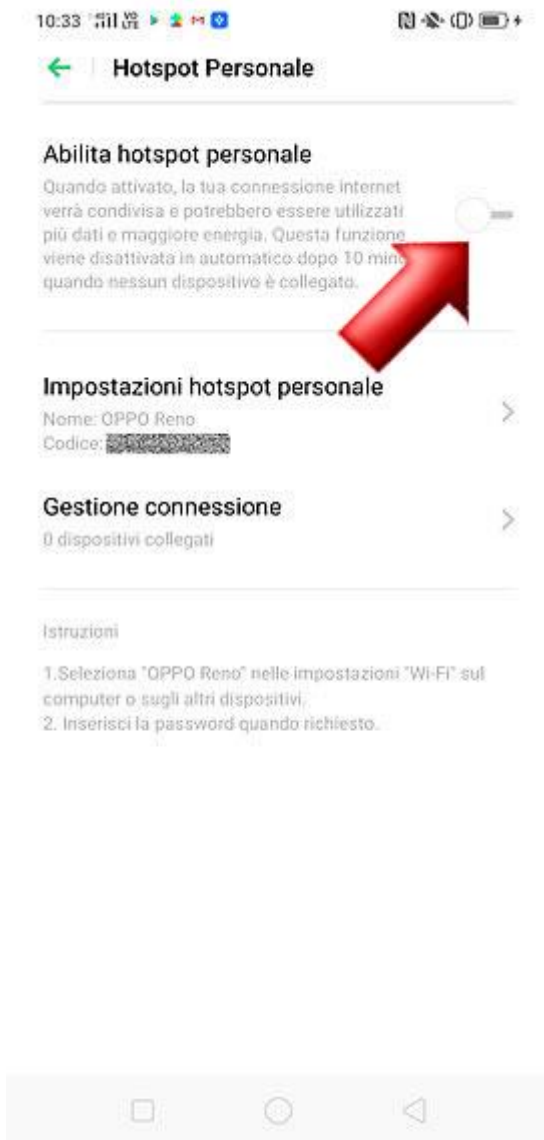 10:33
Hotspot Personale
Abilita hotspot personale
Quando attivato, la tua connessione internet
verrà condivisa e potrebbero essere utilizzati
più dati e maggiore energia. Questa funzione
viene disattivata in automatico dopo 10
quando nessun dispositivo è collegato.
Impostazioni hotspot personale
Nome: OPPO Reno
Codice:
Gestione connessione
0 dispositivi collegati
Istruzioni
1.Seleziona "OPPO Reno" nelle impostazioni "Wi-Fi" sul
computer o sugli altri dispositivi.
2. Inserisci la password quando richiesto.